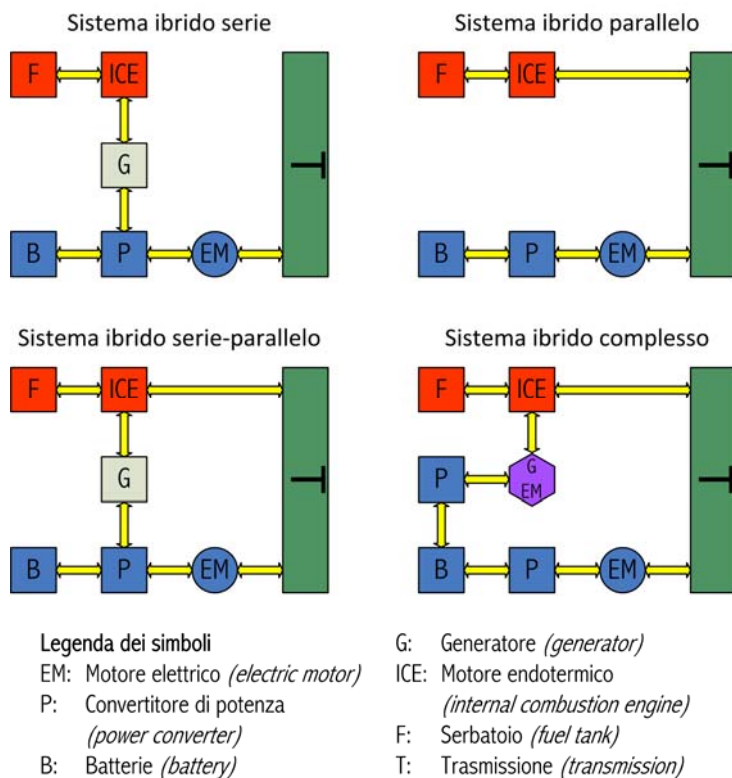 Sistema ibrido serie
F ICE
G
B P EM
T
Sistema ibrido parallelo
F ICE
B P EM
T
Sistema ibrido serie-parallelo
F ICE
G
B P EM
T
Sistema ibrido complesso
F ICE
P G
EM
B P EM
T
Legenda dei simboli
EM: Motore elettrico (electric motor)
P: Convertitore di potenza
(power converter)
B: Batterie (battery)
G: Generatore (generator)
ICE: Motore endotermico
(internal combustion engine)
F: Serbatoio (fuel tank)
T: Trasmissione (transmission)